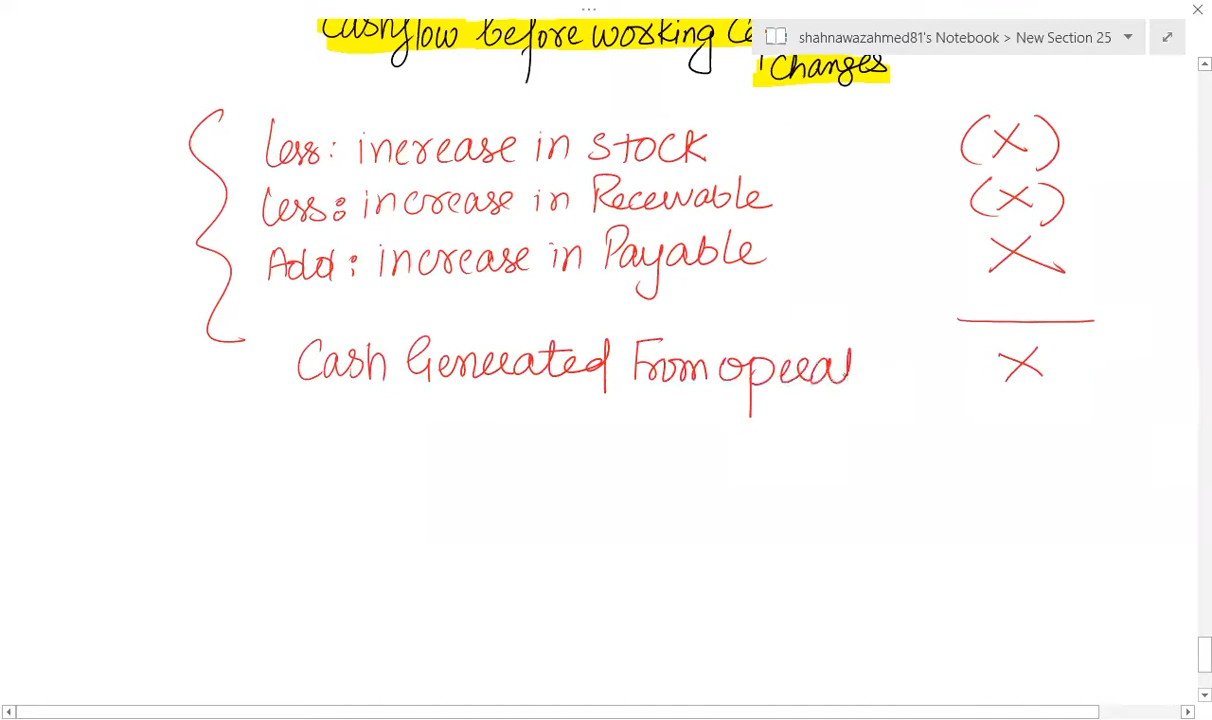 cashflow before working
shahnawazahmed81's Notebook > New Section 25
changes
Less: increase in STOCK (X)
Less: increase in Receivable (X)
Add: increase in Payable X
Cash Generated From operat X